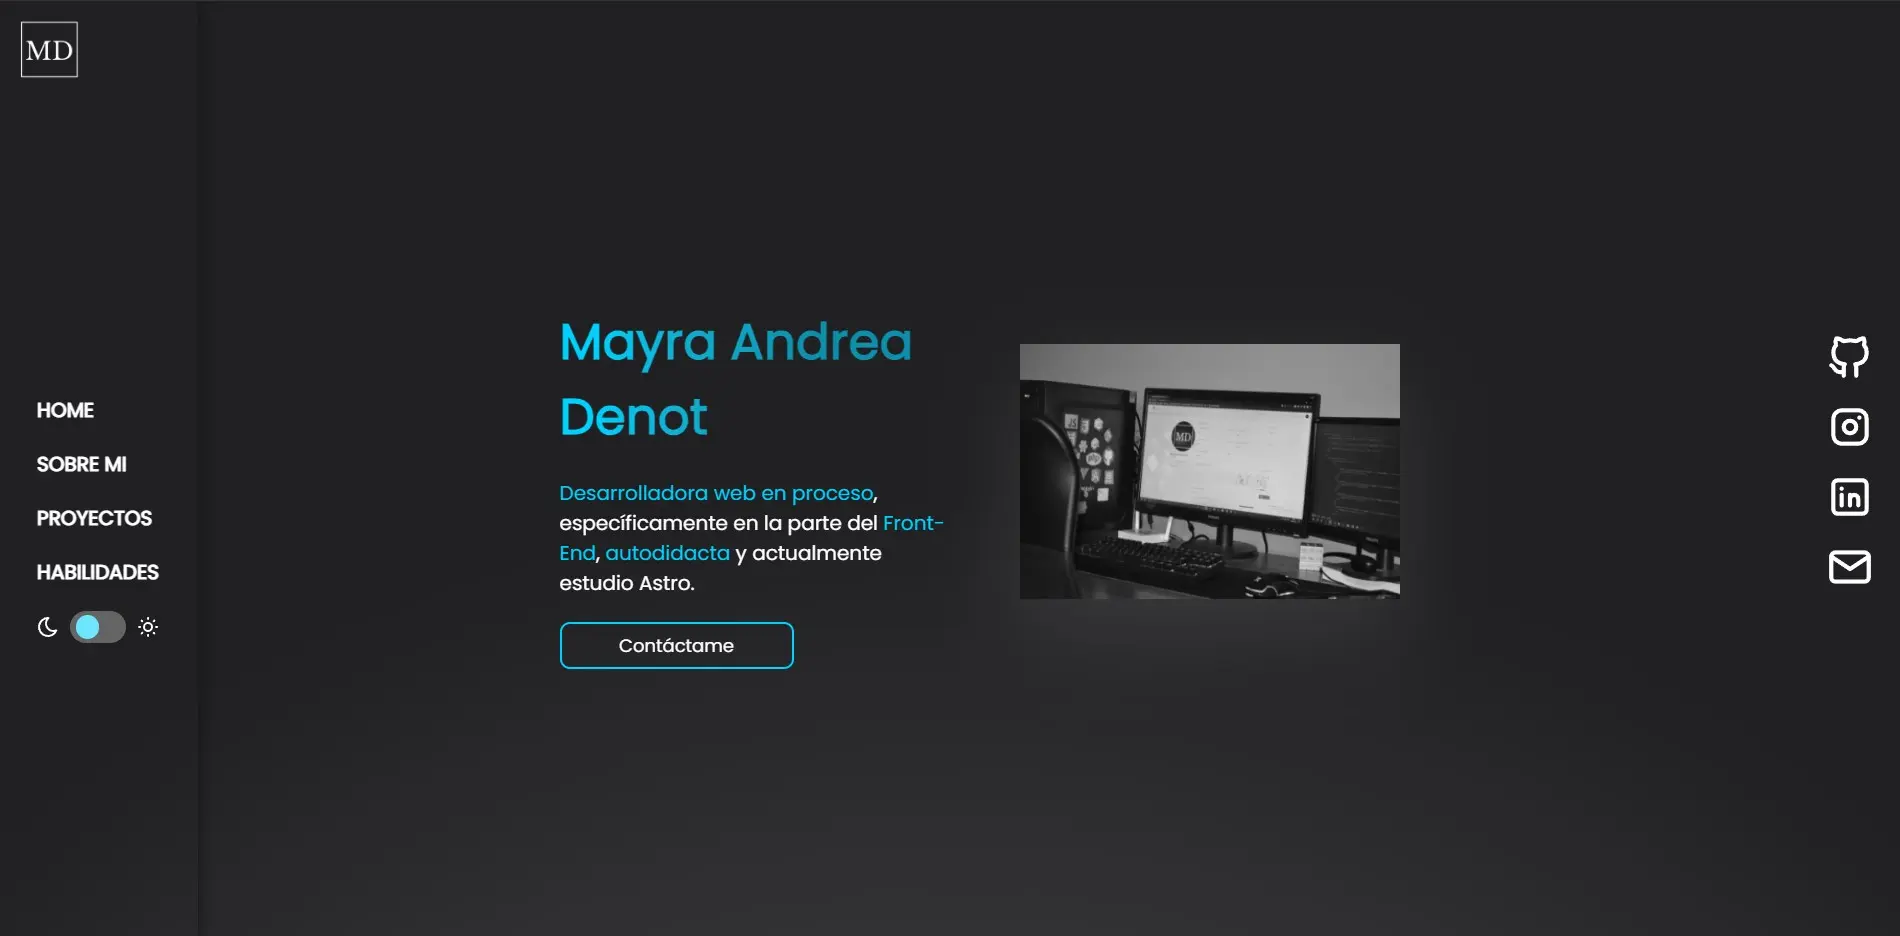 MD
HOME
SOBRE MI
PROYECTOS
HABILIDADES
Mayra Andrea
Denot
Desarrolladora web en proceso,
específicamente en la parte del Front-
End, autodidacta y actualmente
estudio Astro.
Contáctame
MD